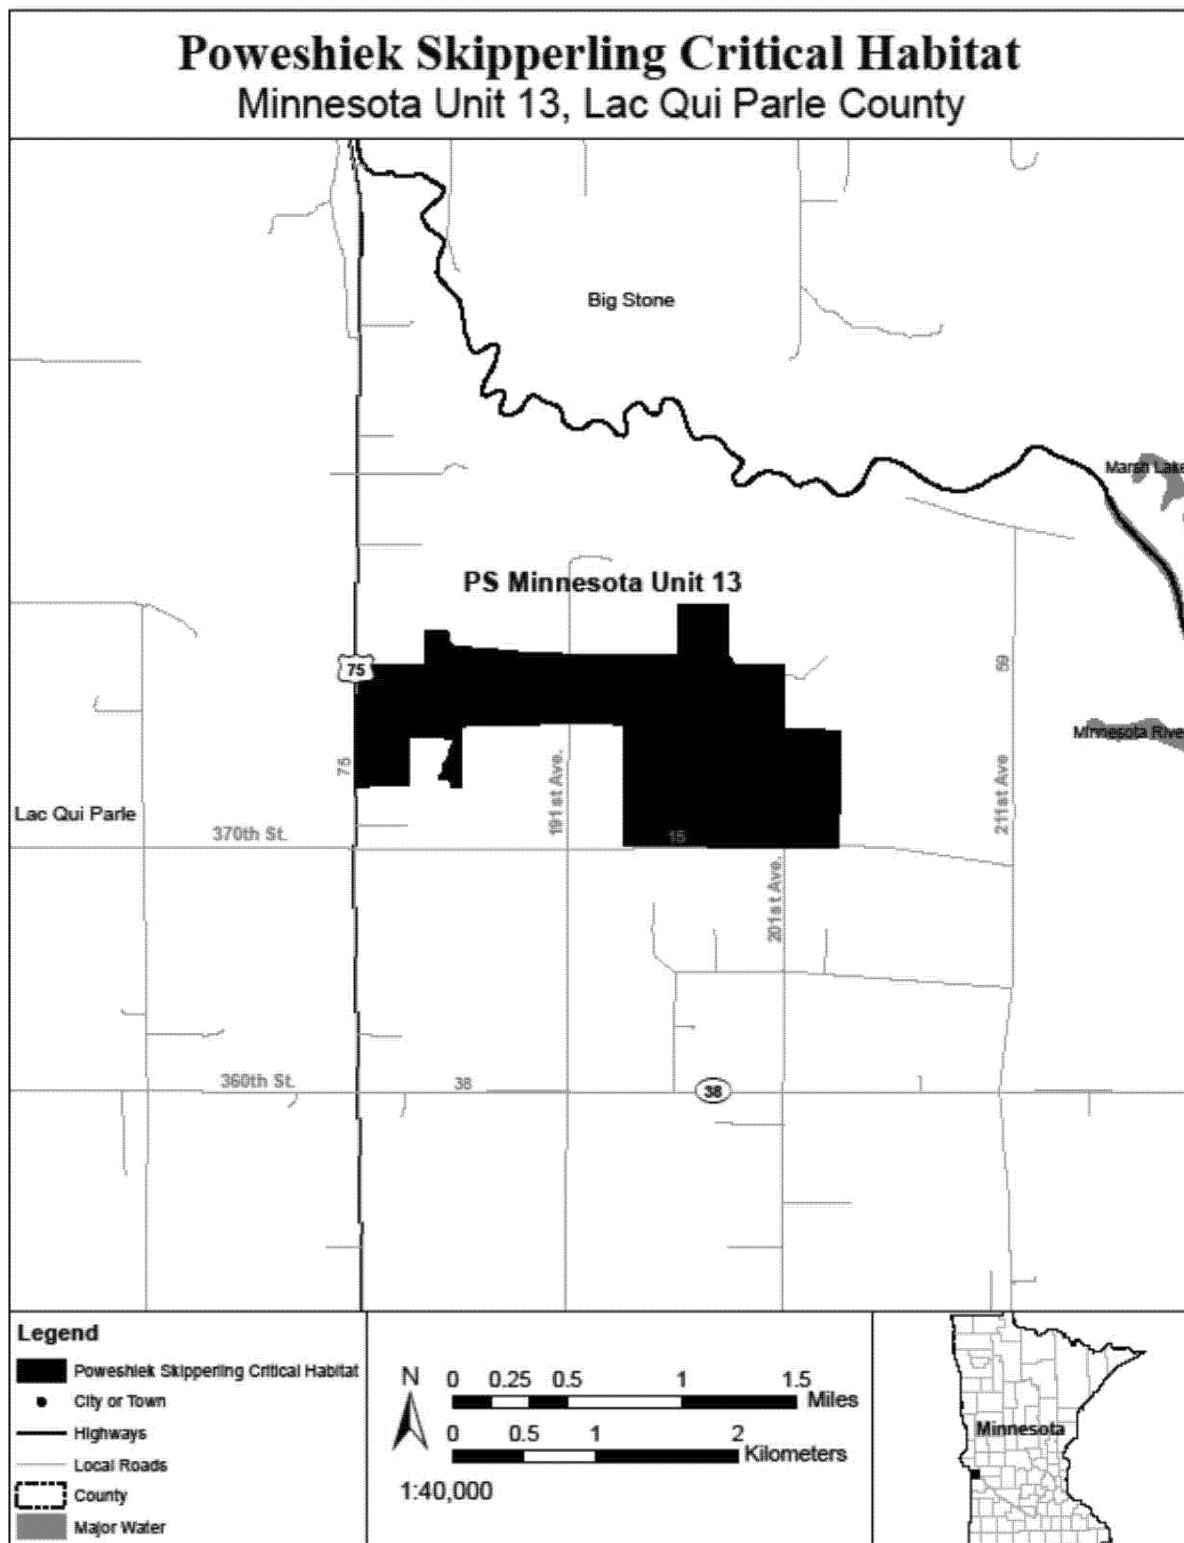 Poweshiek Skipperling Critical Habitat
Minnesota Unit 13, Lac Qui Parle County
Big Stone
Marsh Lake
PS Minnesota Unit 13
75
59
Minnesota Rive
75
191st Ave.
211st Ave.
Lac Qui Parle
370th St.
15
201st Ave.
360th St.
38
38
Legend
Poweshiek Skipperling Critical Habitat
City or Town
Highways
Local Roads
County
Major Water
N
0 0.25 0.5 1 1.5
Miles
0 0.5 1 2
Kilometers
1:40,000
Minnesota